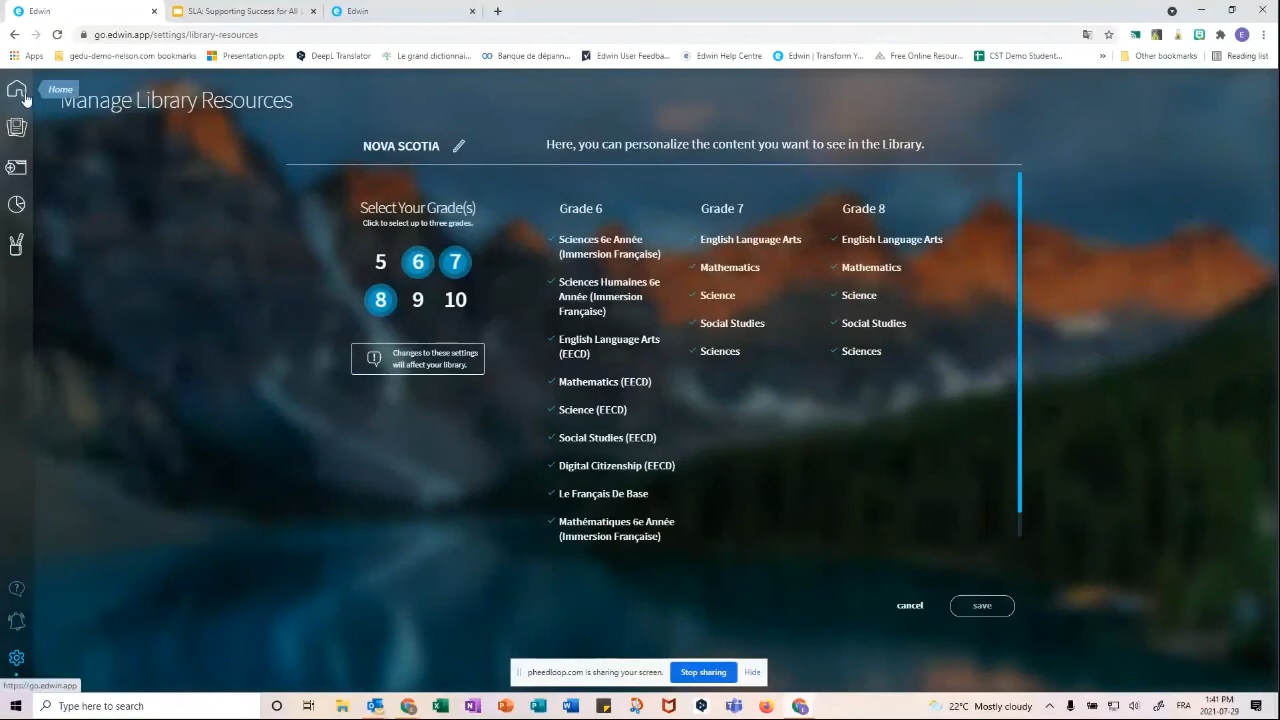 Edwin
SLA: Supporting Success for All
Edwin
go.edwin.app/settings/library-resources
Apps
gedu-demo-nelson.com bookmarks
Presentation.pptx
DeepL Translator
Le grand dictionnai...
Banque de dépann...
Edwin User Feedba...
Edwin Help Centre
Edwin | Transform Y...
Free Online Resour...
CST Demo Student...
»
Other bookmarks
Reading list
E
Home
Manage Library Resources
NOVA SCOTIA
Here, you can personalize the content you want to see in the Library.
Select Your Grade(s)
Click to select up to three grades.
5 6 7
8 9 10
Changes to these settings
will affect your library.
Grade 6
Sciences 6e Année
(Immersion Française)
Sciences Humaines 6e
Année (Immersion
Française)
English Language Arts
(EECD)
Mathematics (EECD)
Science (EECD)
Social Studies (EECD)
Digital Citizenship (EECD)
Le Français De Base
Mathématiques 6e Année
(Immersion Française)
Grade 7
English Language Arts
Mathematics
Science
Social Studies
Sciences
Grade 8
English Language Arts
Mathematics
Science
Social Studies
Sciences
cancel
save
pheedloop.com is sharing your screen.
Stop sharing
Hide
https://go.edwin.app
Type here to search
22°C Mostly cloudy
1:41 PM
2021-07-29